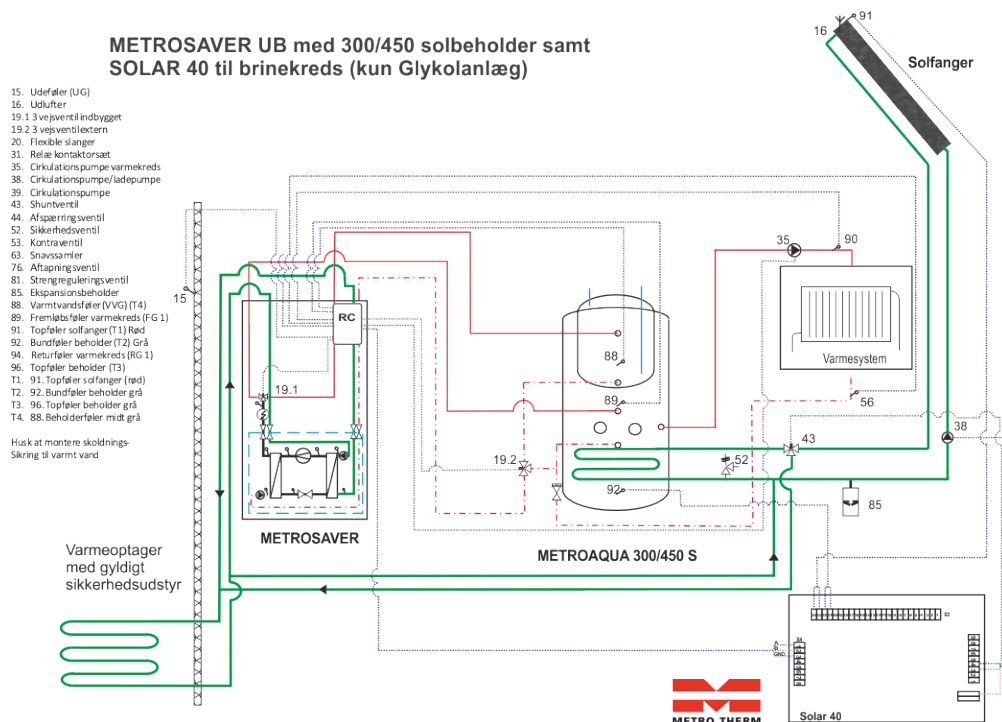 METROSAVER UB med 300/450 solbeholder samt
SOLAR 40 til brinekreds (kun Glykolanlæg)
15. Udeføler (UG)
16. Udlufter
19.1 3 vejsventil indbygget
19.2 3 vejsventil extern
20. Flexible slanger
31. Relæ kontaktorsæt
35. Cirkulationspumpe varmekreds
38. Cirkulationspumpe/ladepumpe
39. Cirkulationspumpe
43. Shuntventil
44. Afspærringsventil
52. Sikkerhedsventil
53. Kontraventil
63. Snavssamler
76. Aftapningsventil
81. Strengreguleringsventil
85. Ekspansionsbeholder
88. Varmtvandsføler (VVG) (T4)
89. Fremløbsføler varmekreds (FG 1)
91. Topføler solfanger (T1) Rød
92. Bundføler beholder (T2) Grå
94. Returføler varmekreds (RG 1)
96. Topføler beholder (T3)
T1. 91. Topføler solfanger (rød)
T2. 92. Bundføler beholder grå
T3. 96. Topføler beholder grå
T4. 88. Beholderføler midt grå
Husk at montere skoldnings-
Sikring til varmt vand
91
16
Solfanger
15
RC
35
90
Varmesystem
88
19.1
89
56
38
43
19.2
52
92
85
METROSAVER
METROAQUA 300/450 S
Varmeoptager
med gyldigt
sikkerhedsudstyr
X2
A
B
GND
X4
Solar 40
METRO THERM